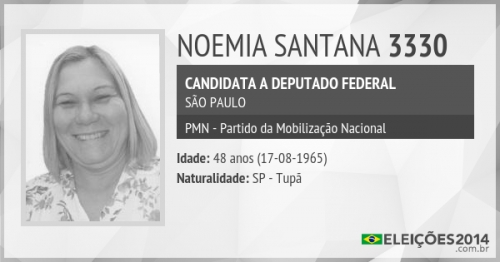 NOEMIA SANTANA 3330
CANDIDATA A DEPUTADO FEDERAL
SÃO PAULO
PMN - Partido da Mobilização Nacional
Idade: 48 anos (17-08-1965)
Naturalidade: SP - Tupã
ELEIÇÕES2014
.com.br